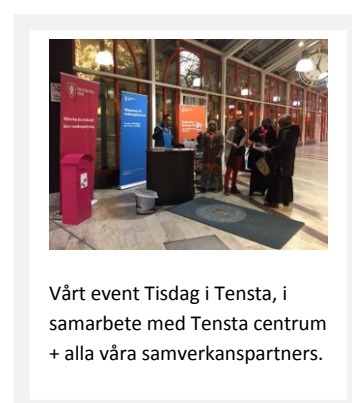 Vårt event Tisdag i Tensta, i
samarbete med Tensta centrum
+ alla våra samverkanspartners.